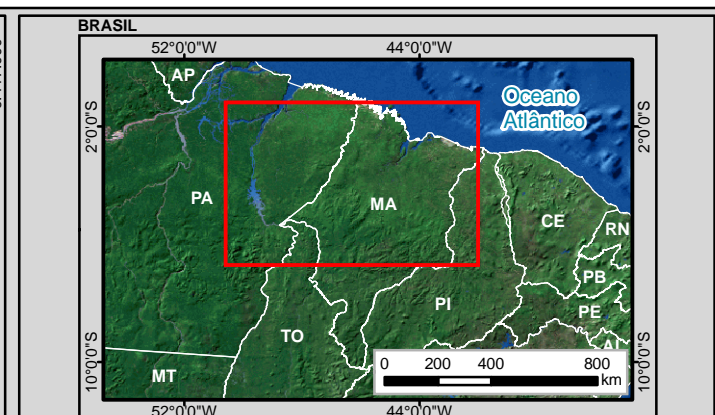 BRASIL
52°0'0"W 44°0'0"W
AP
Oceano
Atlântico
2°0'0"S 2°0'0"S
PA
MA
CE
RN
PB
PI
PE
TO
AL
MT
10°0'0"S 10°0'0"S
0 200 400 800
km
52°0'0"W 44°0'0"W